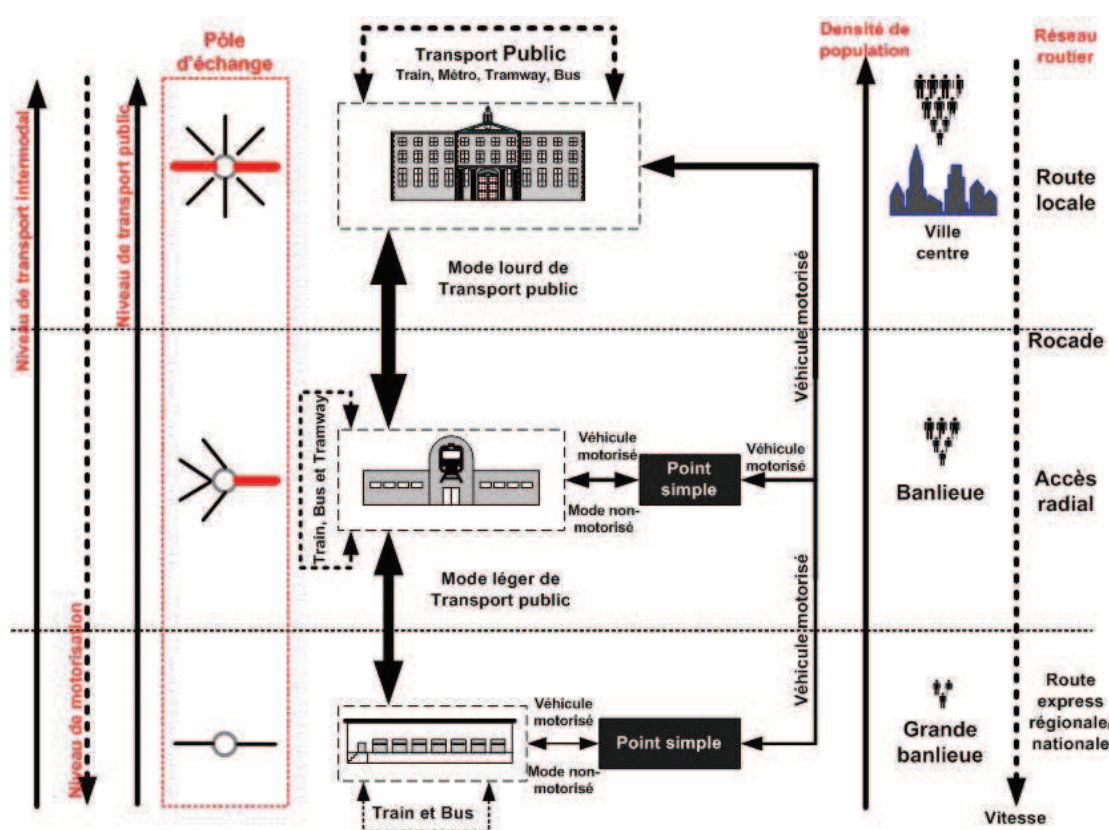 Pôle
d'échange
Transport Public
Train, Métro, Tramway, Bus
Densité de
population
Réseau
routier
Niveau de transport intermodal
Niveau de transport public
Route
locale
Ville
centre
Mode lourd de
Transport public
Véhicule motorisé
Rocade
Train, Bus et Tramway
Véhicule
motorisé
Point
simple
Véhicule
motorisé
Mode non-
motorisé
Banlieue
Accès
radial
Mode léger de
Transport public
Véhicule motorisé
Niveau de motorisation
Véhicule
motorisé
Point simple
Mode non-
motorisé
Grande
banlieue
Route
express
régionale/
nationale
Train et Bus
Vitesse